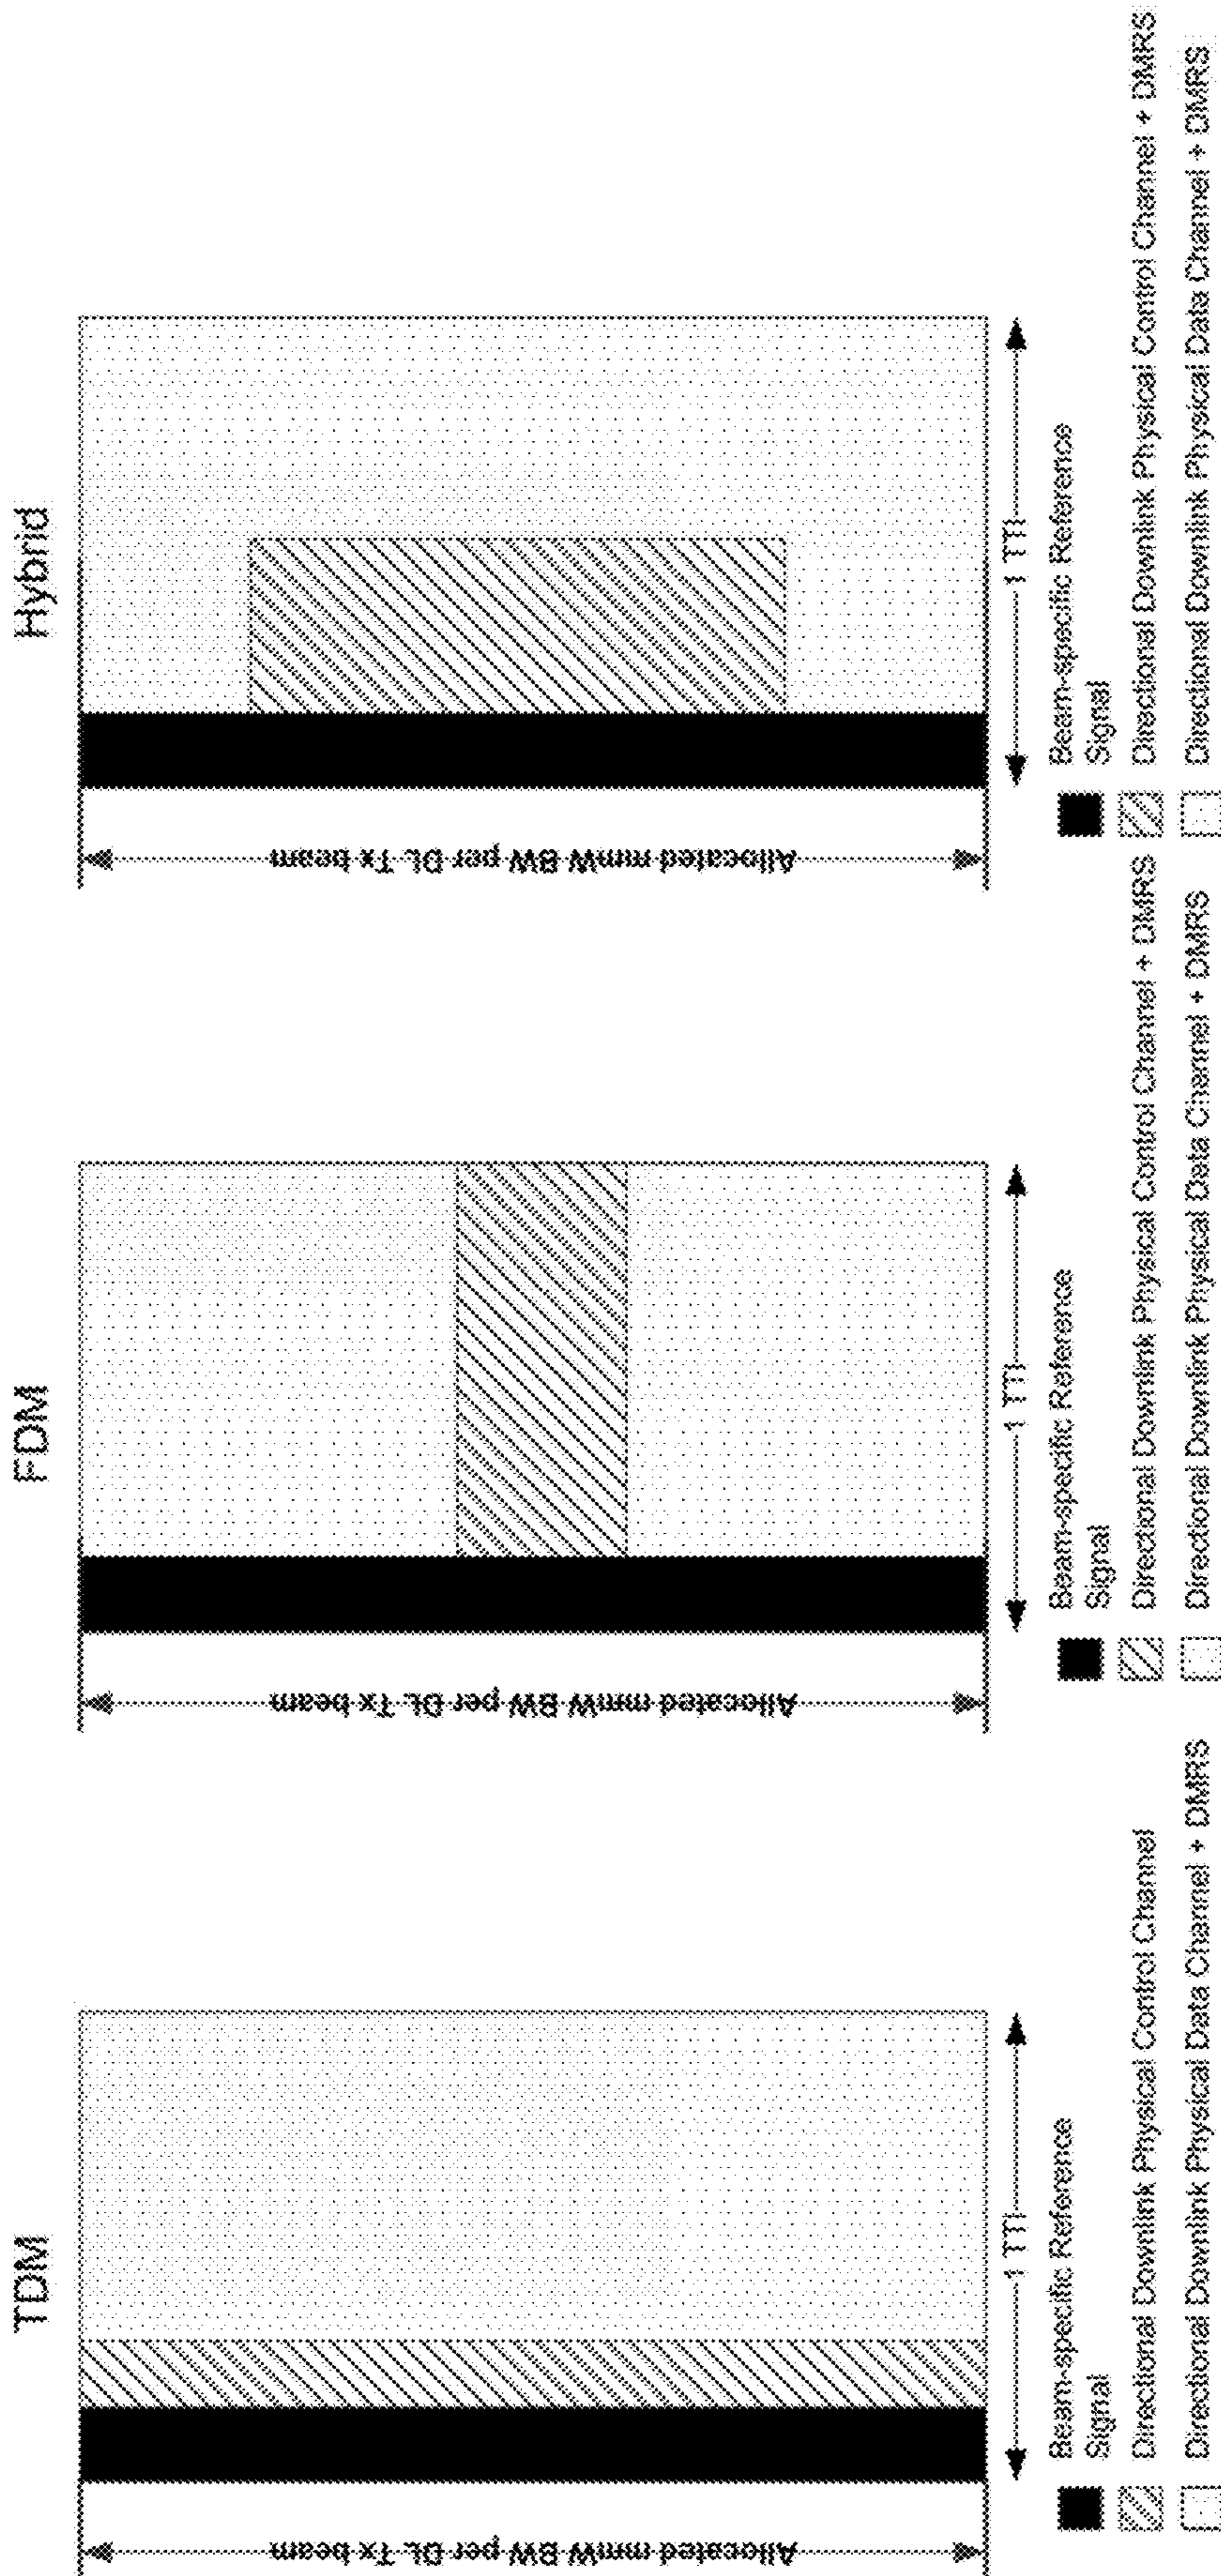 TDM
Allocated mmW BW per DL Tx beam
1 TTI
Beam-specific Reference
Signal
Directional Downlink Physical Control Channel
Directional Downlink Physical Data Channel + DMRS
FDM
Allocated mmW BW per DL Tx beam
1 TTI
Beam-specific Reference
Signal
Directional Downlink Physical Control Channel + DMRS
Directional Downlink Physical Data Channel + DMRS
Hybrid
Allocated mmW BW per DL Tx beam
1 TTI
Beam-specific Reference
Signal
Directional Downlink Physical Control Channel + DMRS
Directional Downlink Physical Data Channel + DMRS